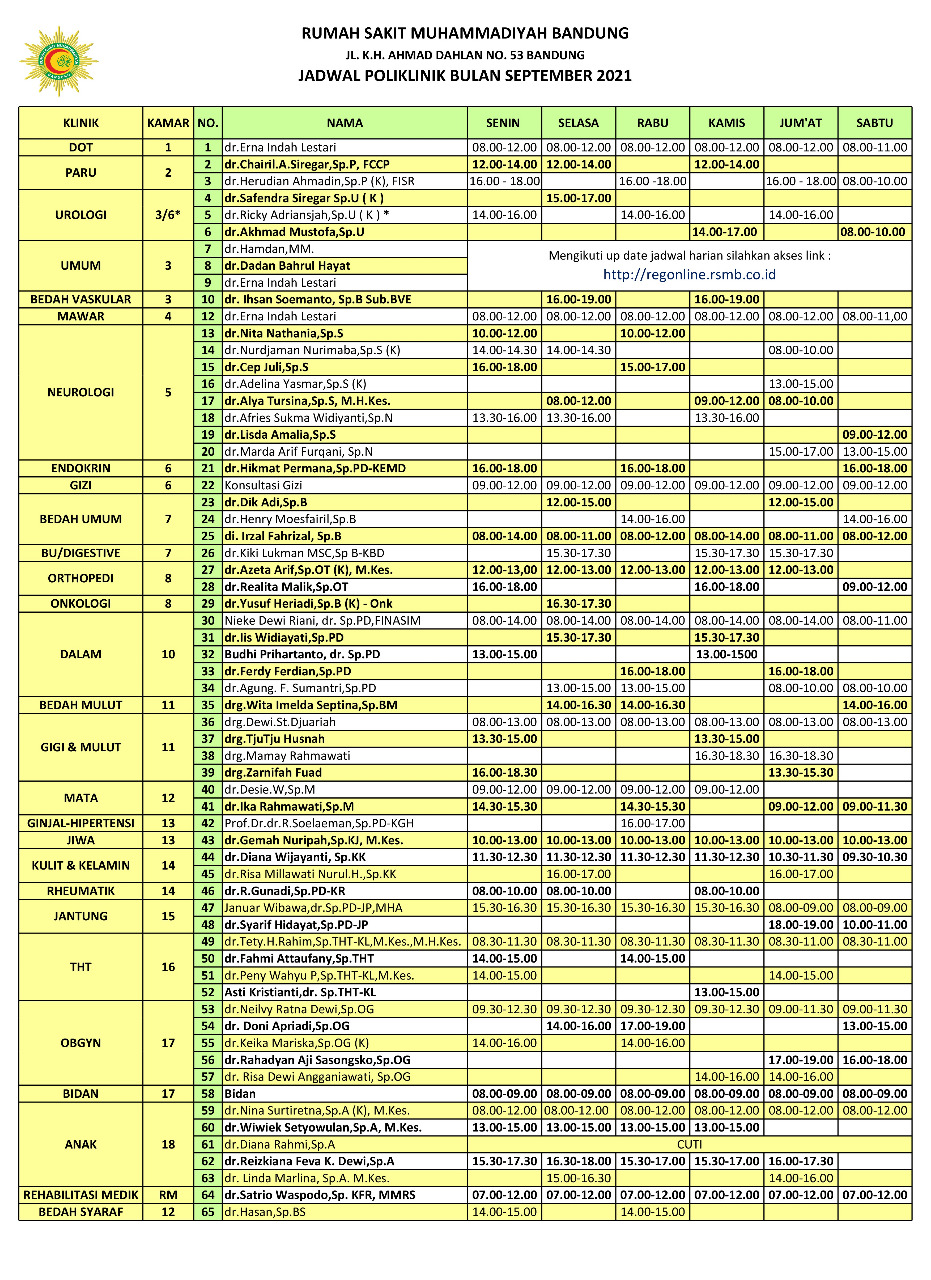 RUMAH SAKIT MUHAMMADIYAH BANDUNG
JL. K.H. AHMAD DAHLAN NO. 53 BANDUNG
JADWAL POLIKLINIK BULAN SEPTEMBER 2021
KLINIK KAMAR NO. NAMA SENIN SELASA RABU KAMIS JUM'AT SABTU
DOT 1 1 dr.Erna Indah Lestari 08.00-12.00 08.00-12.00 08.00-12.00 08.00-12.00 08.00-12.00 08.00-11.00
PARU 2 2 dr.Chairil.A.Siregar,Sp.P, FCCP 12.00-14.00 12.00-14.00 12.00-14.00
3 dr.Herudian Ahmadin,Sp.P (K), FISR 16.00 - 18.00 16.00 -18.00 16.00 - 18.00 08.00-10.00
UROLOGI 3/6* 4 dr.Safendra Siregar Sp.U ( K ) 15.00-17.00
5 dr.Ricky Adriansjah,Sp.U ( K ) * 14.00-16.00 14.00-16.00 14.00-16.00
6 dr.Akhmad Mustofa,Sp.U 14.00-17.00 08.00-10.00
UMUM 3 7 dr.Hamdan,MM. Mengikuti up date jadwal harian silahkan akses link :
8 dr.Dadan Bahrul Hayat http://regonline.rsmb.co.id
9 dr.Erna Indah Lestari
BEDAH VASKULAR 3 10 dr. Ihsan Soemanto, Sp.B Sub.BVE 16.00-19.00 16.00-19.00
MAWAR 4 12 dr.Erna Indah Lestari 08.00-12.00 08.00-12.00 08.00-12.00 08.00-12.00 08.00-12.00 08.00-11,00
NEUROLOGI 5 13 dr.Nita Nathania,Sp.S 10.00-12.00 10.00-12.00
14 dr.Nurdjaman Nurimaba,Sp.S (K) 14.00-14.30 14.00-14.30 08.00-10.00
15 dr.Cep Juli,Sp.S 16.00-18.00 15.00-17.00
16 dr.Adelina Yasmar,Sp.S (K) 13.00-15.00
17 dr.Alya Tursina,Sp.S, M.H.Kes. 08.00-12.00 09.00-12.00 08.00-10.00
18 dr.Afries Sukma Widiyanti,Sp.N 13.30-16.00 13.30-16.00 13.30-16.00
19 dr.Lisda Amalia,Sp.S 09.00-12.00
20 dr.Marda Arif Furqani, Sp.N 15.00-17.00 13.00-15.00
ENDOKRIN 6 21 dr.Hikmat Permana,Sp.PD-KEMD 16.00-18.00 16.00-18.00 16.00-18.00
GIZI 6 22 Konsultasi Gizi 09.00-12.00 09.00-12.00 09.00-12.00 09.00-12.00 09.00-12.00 09.00-12.00
BEDAH UMUM 7 23 dr.Dik Adi,Sp.B 12.00-15.00 12.00-15.00
24 dr.Henry Moesfairil,Sp.B 14.00-16.00 14.00-16.00
25 di. Irzal Fahrizal, Sp.B 08.00-14.00 08.00-11.00 08.00-12.00 08.00-14.00 08.00-11.00 08.00-12.00
BU/DIGESTIVE 7 26 dr.Kiki Lukman MSC,Sp B-KBD 15.30-17.30 15.30-17.30 15.30-17.30
ORTHOPEDI 8 27 dr.Azeta Arif,Sp.OT (K), M.Kes. 12.00-13,00 12.00-13.00 12.00-13.00 12.00-13.00 12.00-13.00
28 dr.Realita Malik,Sp.OT 16.00-18.00 16.00-18.00 09.00-12.00
ONKOLOGI 8 29 dr.Yusuf Heriadi,Sp.B (K) - Onk 16.30-17.30
DALAM 10 30 Nieke Dewi Riani, dr. Sp.PD,FINASIM 08.00-14.00 08.00-14.00 08.00-14.00 08.00-14.00 08.00-14.00 08.00-11.00
31 dr.Iis Widiayati,Sp.PD 15.30-17.30 15.30-17.30
32 Budhi Prihartanto, dr. Sp.PD 13.00-15.00 13.00-1500
33 dr.Ferdy Ferdian,Sp.PD 16.00-18.00 16.00-18.00
34 dr.Agung. F. Sumantri,Sp.PD 13.00-15.00 13.00-15.00 08.00-10.00 08.00-10.00
BEDAH MULUT 11 35 drg.Wita Imelda Septina,Sp.BM 14.00-16.30 14.00-16.30 14.00-16.00
GIGI & MULUT 11 36 drg.Dewi.St.Djuariah 08.00-13.00 08.00-13.00 08.00-13.00 08.00-13.00 08.00-13.00 08.00-13.00
37 drg.TjuTju Husnah 13.30-15.00 13.30-15.00
38 drg.Mamay Rahmawati 16.30-18.30 16.30-18.30
39 drg.Zarnifah Fuad 16.00-18.30 13.30-15.30
MATA 12 40 dr.Desie.W,Sp.M 09.00-12.00 09.00-12.00 09.00-12.00 09.00-12.00
41 dr.Ika Rahmawati,Sp.M 14.30-15.30 14.30-15.30 09.00-12.00 09.00-11.30
GINJAL-HIPERTENSI 13 42 Prof.Dr.dr.R.Soelaeman,Sp.PD-KGH 16.00-17.00
JIWA 13 43 dr.Gemah Nuripah,Sp.KJ, M.Kes. 10.00-13.00 10.00-13.00 10.00-13.00 10.00-13.00 10.00-13.00 10.00-13.00
KULIT & KELAMIN 14 44 dr.Diana Wijayanti, Sp.KK 11.30-12.30 11.30-12.30 11.30-12.30 11.30-12.30 10.30-11.30 09.30-10.30
45 dr.Risa Millawati Nurul.H.,Sp.KK 16.00-17.00 16.00-17.00
RHEUMATIK 14 46 dr.R.Gunadi,Sp.PD-KR 08.00-10.00 08.00-10.00 08.00-10.00
JANTUNG 15 47 Januar Wibawa,dr.Sp.PD-JP,MHA 15.30-16.30 15.30-16.30 15.30-16.30 15.30-16.30 08.00-09.00 08.00-09.00
48 dr.Syarif Hidayat,Sp.PD-JP 18.00-19.00 10.00-11.00
THT 16 49 dr.Tety.H.Rahim,Sp.THT-KL,M.Kes.,M.H.Kes. 08.30-11.30 08.30-11.30 08.30-11.30 08.30-11.30 08.30-11.30 08.30-11.00
50 dr.Fahmi Attaufany,Sp.THT 14.00-15.00 14.00-15.00
51 dr.Peny Wahyu P,Sp.THT-KL,M.Kes. 14.00-15.00 14.00-15.00
52 Asti Kristianti,dr. Sp.THT-KL 13.00-15.00
OBGYN 17 53 dr.Neilvy Ratna Dewi,Sp.OG 09.30-12.30 09.30-12.30 09.30-12.30 09.30-12.30 09.00-11.30 09.00-11.30
54 dr. Doni Apriadi,Sp.OG 14.00-16.00 17.00-19.00 13.00-15.00
55 dr.Keika Mariska,Sp.OG (K) 14.00-16.00 14.00-16.00
56 dr.Rahadyan Aji Sasongsko,Sp.OG 17.00-19.00 16.00-18.00
57 dr. Risa Dewi Angganiawati, Sp.OG 14.00-16.00 14.00-16.00
BIDAN 17 58 Bidan 08.00-09.00 08.00-09.00 08.00-09.00 08.00-09.00 08.00-09.00 08.00-09.00
ANAK 18 59 dr.Nina Surtiretna,Sp.A (K), M.Kes. 08.00-12.00 08.00-12.00 08.00-12.00 08.00-12.00 08.00-12.00 08.00-12.00
60 dr.Wiwiek Setyowulan,Sp.A, M.Kes. 13.00-15.00 13.00-15.00 13.00-15.00 13.00-15.00
61 dr.Diana Rahmi,Sp.A CUTI
62 dr.Reizkiana Feva K. Dewi,Sp.A 15.30-17.30 16.30-18.00 15.30-17.00 15.30-17.00 16.00-17.30
63 dr. Linda Marlina, Sp.A. M.Kes. 15.00-16.30 14.00-16.00
REHABILITASI MEDIK RM 64 dr.Satrio Waspodo,Sp. KFR, MMRS 07.00-12.00 07.00-12.00 07.00-12.00 07.00-12.00 07.00-12.00 07.00-12.00
BEDAH SYARAF 12 65 dr.Hasan,Sp.BS 14.00-15.00 14.00-15.00